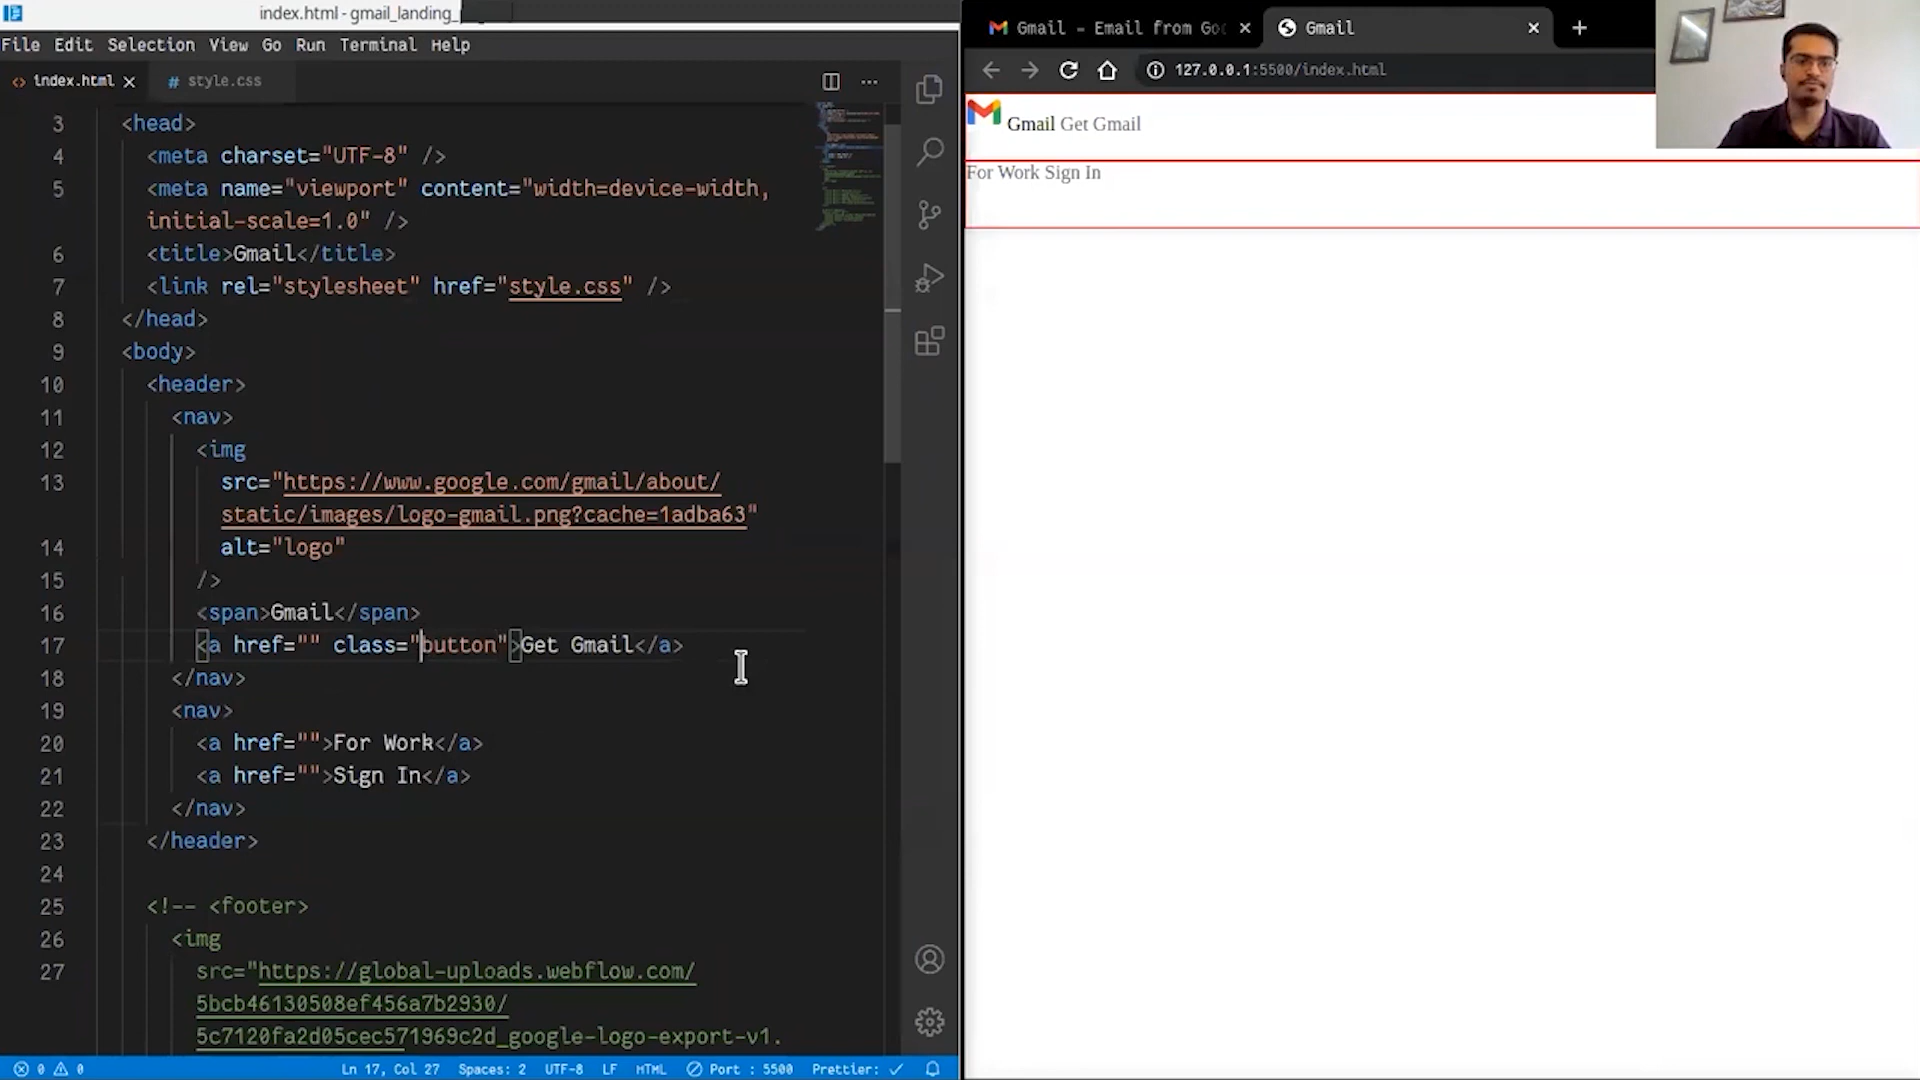 index.html - gmail_landing_
File Edit Selection View Go Run Terminal Help
<> index.html × # style.css
3 <head>
4 <meta charset="UTF-8" />
5 <meta name="viewport" content="width=device-width,
initial-scale=1.0" />
6 <title>Gmail</title>
7 <link rel="stylesheet" href="style.css" />
8 </head>
9 <body>
10 <header>
11 <nav>
12 <img
13 src="https://www.google.com/gmail/about/
static/images/logo-gmail.png?cache=1adba63"
14 alt="logo"
15 />
16 <span>Gmail</span>
17 <a href="" class="button">Get Gmail</a>
18 </nav>
19 <nav>
20 <a href="">For Work</a>
21 <a href="">Sign In</a>
22 </nav>
23 </header>
24
25 <!-- <footer>
26 <img
27 src="https://global-uploads.webflow.com/
5bcb46130508ef456a7b2930/
5c7120fa2d05cec571969c2d_google-logo-export-v1.
0 0 Ln 17, Col 27 Spaces: 2 UTF-8 LF HTML Port : 5500 Prettier: ✓
Gmail - Email from Goo × Gmail × +
127.0.0.1:5500/index.html
Gmail Get Gmail
For Work Sign In